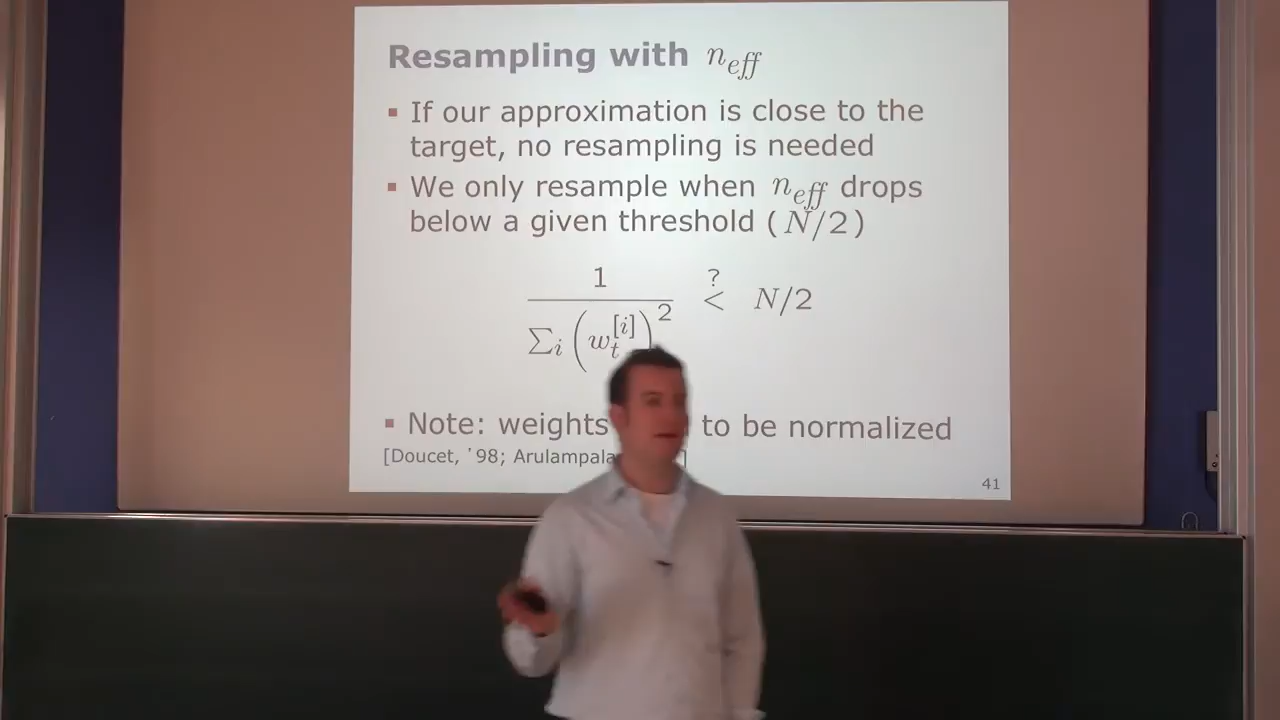 Resampling with n_eff
▪ If our approximation is close to the
target, no resampling is needed
▪ We only resample when n_eff drops
below a given threshold (N/2)
1 / ∑_i (w_t^[i])^2 <^? N/2
▪ Note: weights to be normalized
[Doucet, '98; Arulampala ]
41